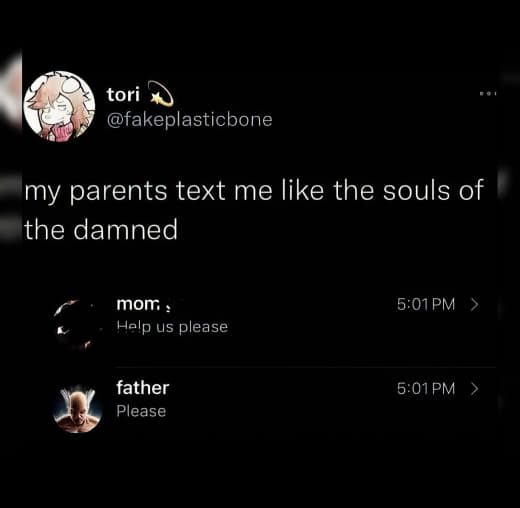 tori 💫
@fakeplasticbone
my parents text me like the souls of
the damned
mom 5:01 PM >
Help us please
father 5:01 PM >
Please